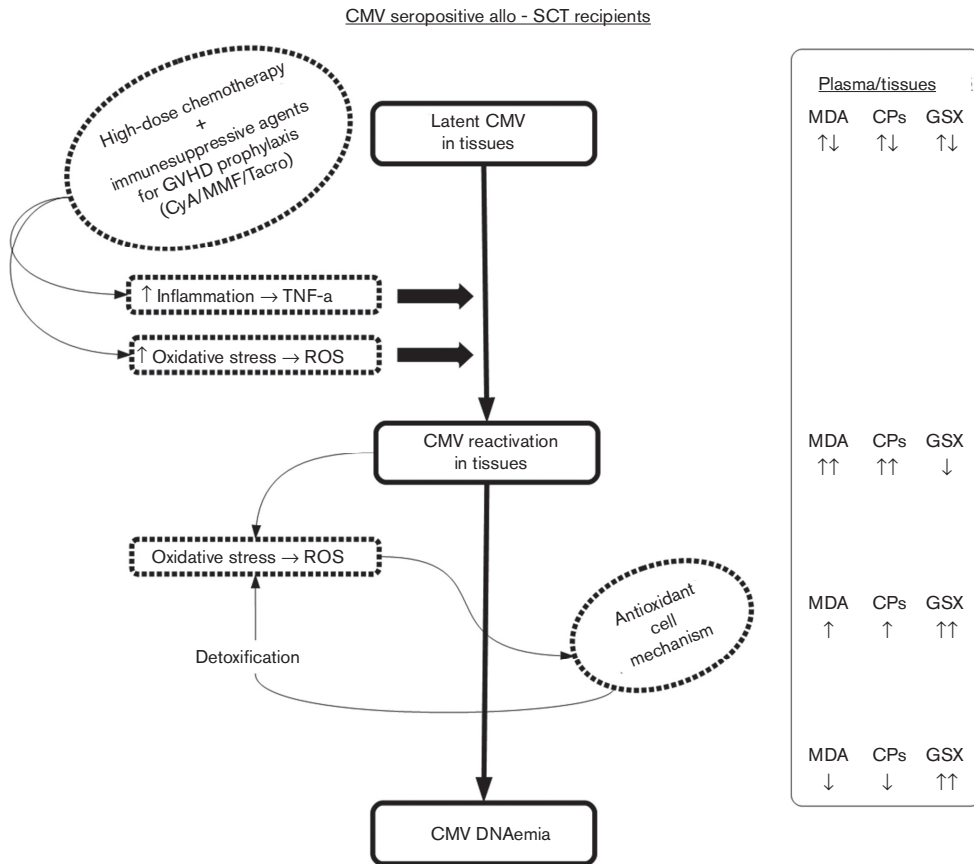 CMV seropositive allo - SCT recipients
High-dose chemotherapy
+
immunesuppressive agents
for GVHD prophylaxis
(CyA/MMF/Tacro)
Latent CMV
in tissues
↑ Inflammation → TNF-a
↑ Oxidative stress → ROS
CMV reactivation
in tissues
Oxidative stress → ROS
Antioxidant
cell
mechanism
Detoxification
CMV DNAemia
Plasma/tissues
MDA CPs GSX
↑↓ ↑↓ ↑↓
MDA CPs GSX
↑↑ ↑↑ ↓
MDA CPs GSX
↑ ↑ ↑↑
MDA CPs GSX
↓ ↓ ↑↑